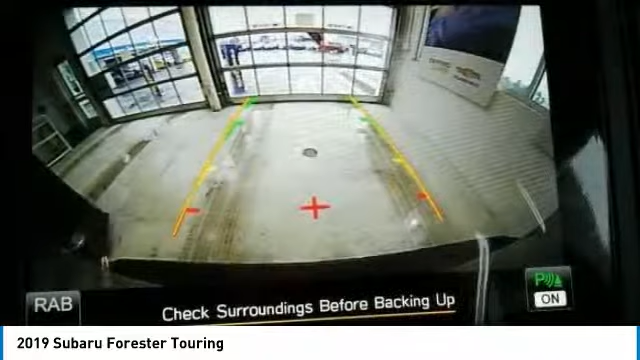 RAB
Check Surroundings Before Backing Up
P
ON
2019 Subaru Forester Touring